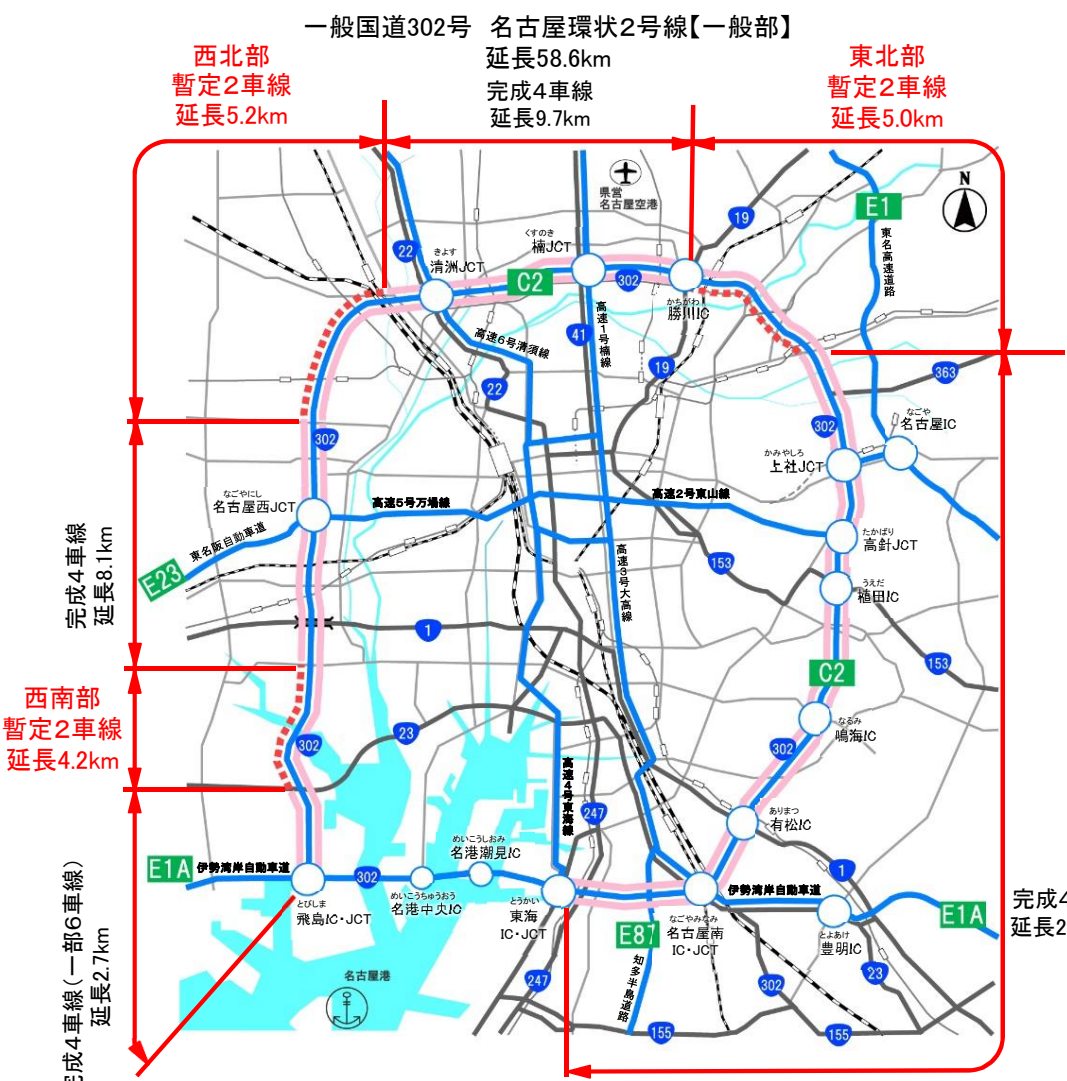 一般国道302号 名古屋環状2号線【一般部】
延長58.6km
西北部
暫定2車線
延長5.2km
完成4車線
延長9.7km
東北部
暫定2車線
延長5.0km
県営
名古屋空港
N
19
E1
東名高速道路
22
きよす
清洲JCT
くすのき
楠JCT
C2
302
かちがわ
勝川IC
高速6号清須線
41
高速1号楠線
19
22
363
302
302
なごや
名古屋IC
かみやしろ
上社JCT
なごやにし
名古屋西JCT
高速5号万場線
高速2号東山線
東名阪自動車道
E23
たかばり
高針JCT
高速3号大高線
153
うえだ
植田IC
完成4車線
延長8.1km
1
153
C2
西南部
暫定2車線
延長4.2km
302
23
なるみ
鳴海IC
302
高速4号東海線
247
ありまつ
有松IC
めいこうしおみ
名港潮見IC
1
E1A
伊勢湾岸自動車道
302
めいこうちゅうおう
名港中央IC
とびしま
飛島IC・JCT
とうかい
東海
IC・JCT
伊勢湾岸自動車道
E87
なごやみなみ
名古屋南
IC・JCT
とよあけ
豊明IC
E1A
完成4
延長2
完成4車線(一部6車線)
延長2.7km
名古屋港
247
知多半島道路
302
23
155
155